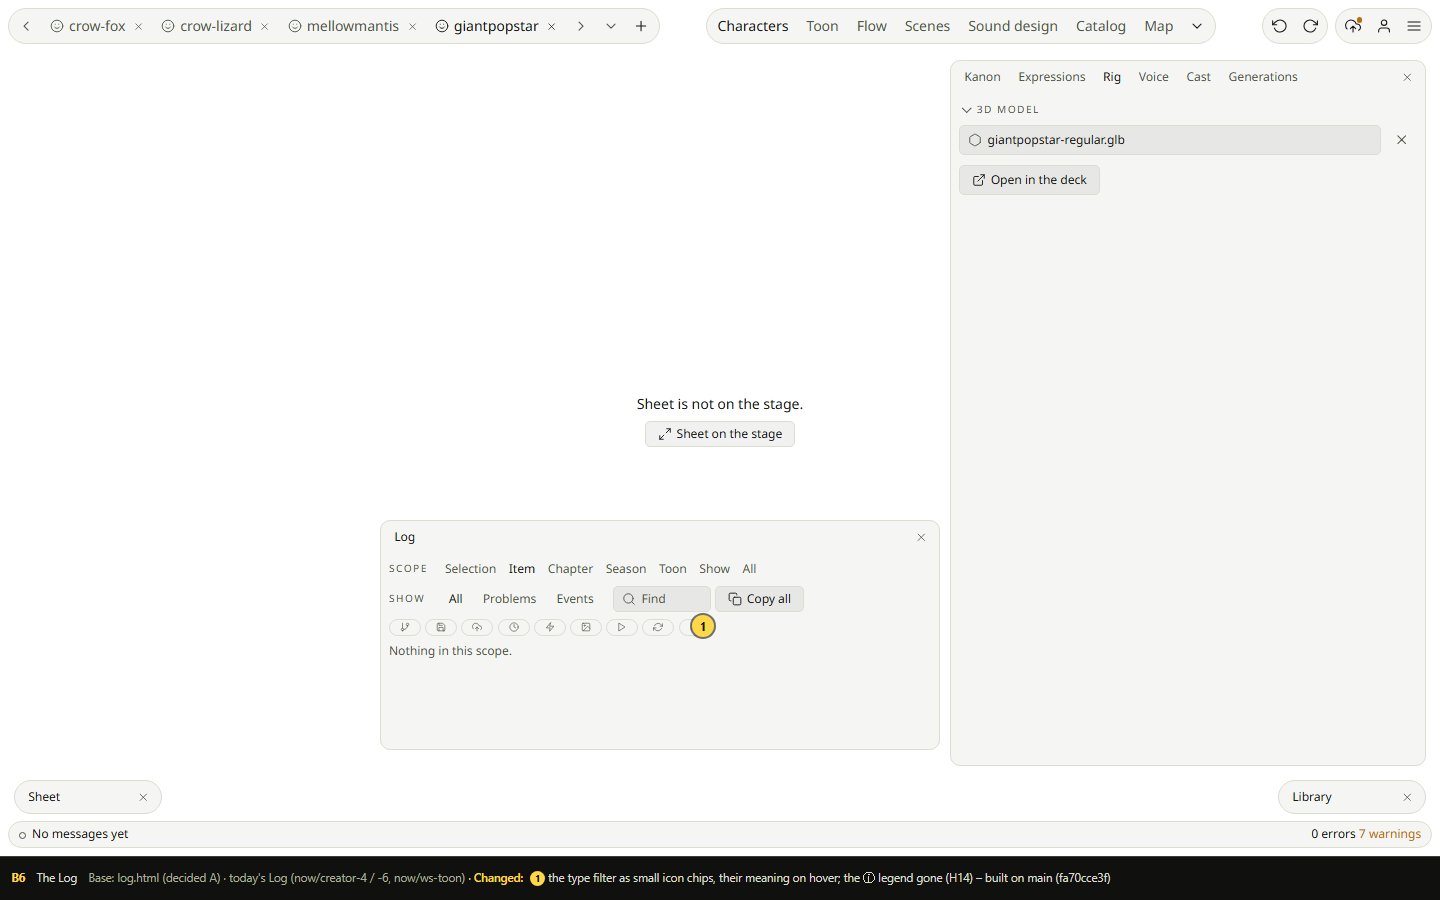 crow-fox crow-lizard mellowmantis giantpopstar Characters Toon Flow Scenes Sound design Catalog Map
Kanon Expressions Rig Voice Cast Generations
3D MODEL
giantpopstar-regular.glb
Open in the deck
Sheet is not on the stage.
Sheet on the stage
Log
SCOPE Selection Item Chapter Season Toon Show All
SHOW All Problems Events Find Copy all
1
Nothing in this scope.
Sheet Library
No messages yet 0 errors 7 warnings
B6 The Log Base: log.html (decided A) · today's Log (now/creator-4 / -6, now/ws-toon) · Changed: 1 the type filter as small icon chips, their meaning on hover; the ⓘ legend gone (H14) – built on main (fa70cce3f)